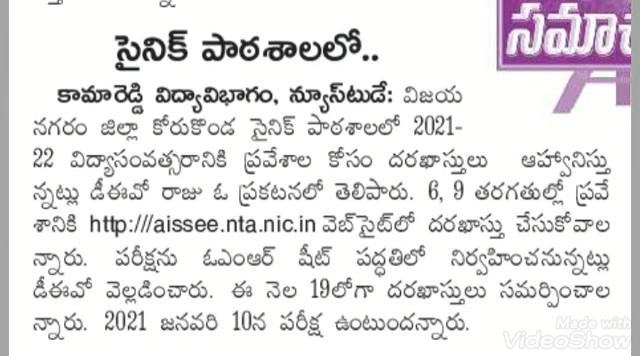 సమాచ
సైనిక్ పాఠశాలలో..
కామారెడ్డి విద్యావిభాగం, న్యూస్‌టుడే: విజయ
నగరం జిల్లా కోరుకొండ సైనిక్ పాఠశాలలో 2021-
22 విద్యాసంవత్సరానికి ప్రవేశాల కోసం దరఖాస్తులు ఆహ్వానిస్తు
న్నట్లు డీఈవో రాజు ఓ ప్రకటనలో తెలిపారు. 6, 9 తరగతుల్లో ప్రవే
శానికి http:///aissee.nta.nic.in వెబ్‌సైట్‌లో దరఖాస్తు చేసుకోవాల
న్నారు. పరీక్షను ఓఎంఆర్ షీట్ పద్ధతిలో నిర్వహించనున్నట్లు
డీఈవో వెల్లడించారు. ఈ నెల 19లోగా దరఖాస్తులు సమర్పించాల
న్నారు. 2021 జనవరి 10న పరీక్ష ఉంటుందన్నారు.
Made with
VideoShow